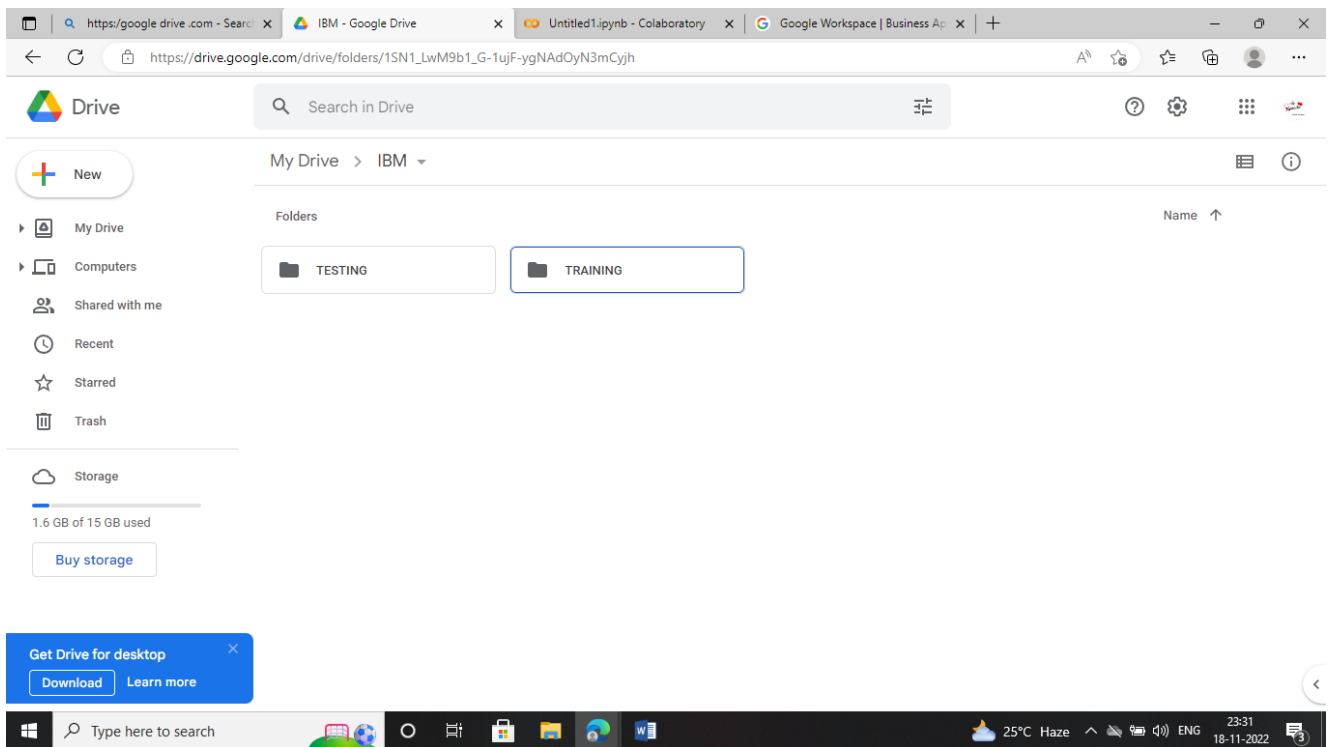 https:/google drive .com - Searc
IBM - Google Drive
Untitled1.ipynb - Colaboratory
Google Workspace | Business Ap
https://drive.google.com/drive/folders/1SN1_LwM9b1_G-1ujF-ygNAdOyN3mCyjh
Drive
Search in Drive
My Drive > IBM
New
Folders
Name
My Drive
TESTING
TRAINING
Computers
Shared with me
Recent
Starred
Trash
Storage
1.6 GB of 15 GB used
Buy storage
Get Drive for desktop
Download
Learn more
Type here to search
25°C Haze
ENG
23:31
18-11-2022
3